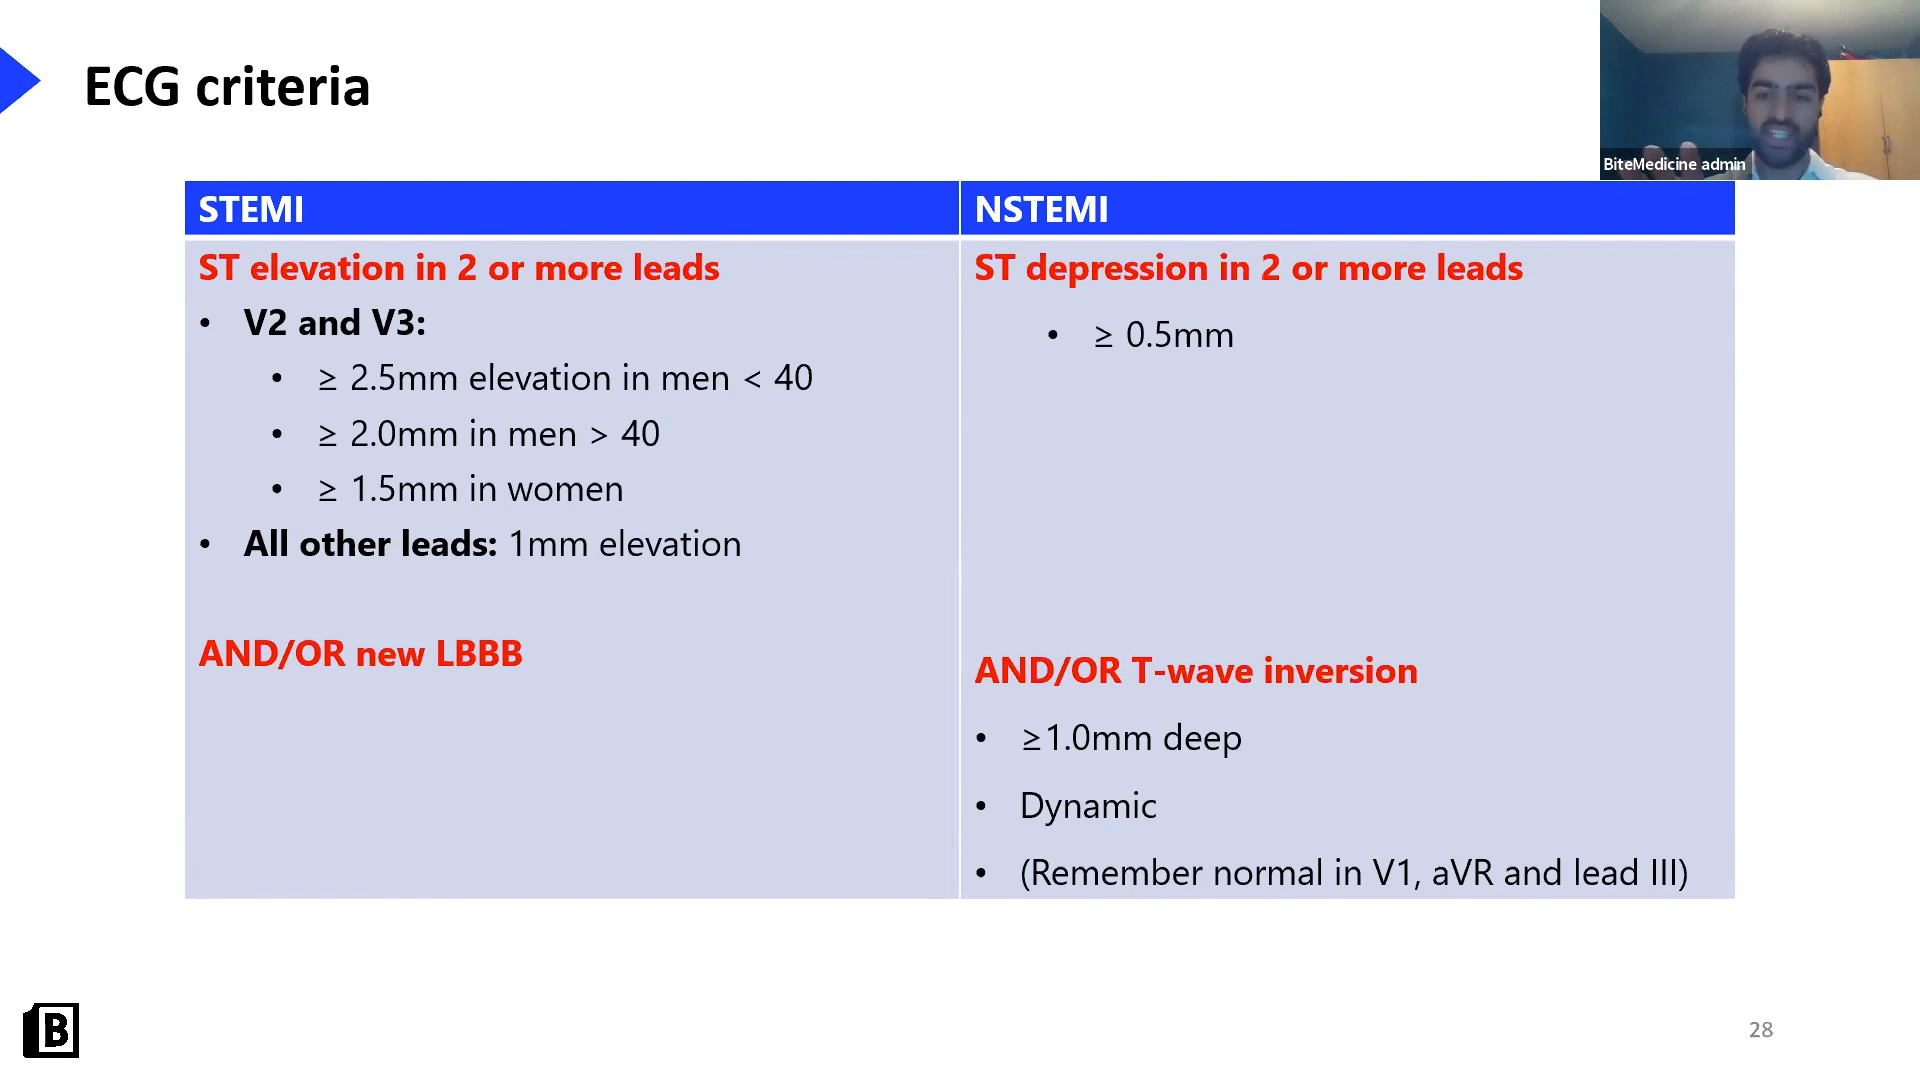 ECG criteria
BiteMedicine admin
STEMI
ST elevation in 2 or more leads
• V2 and V3:
• ≥ 2.5mm elevation in men < 40
• ≥ 2.0mm in men > 40
• ≥ 1.5mm in women
• All other leads: 1mm elevation
AND/OR new LBBB
NSTEMI
ST depression in 2 or more leads
• ≥ 0.5mm
AND/OR T-wave inversion
• ≥1.0mm deep
• Dynamic
• (Remember normal in V1, aVR and lead III)
B
28